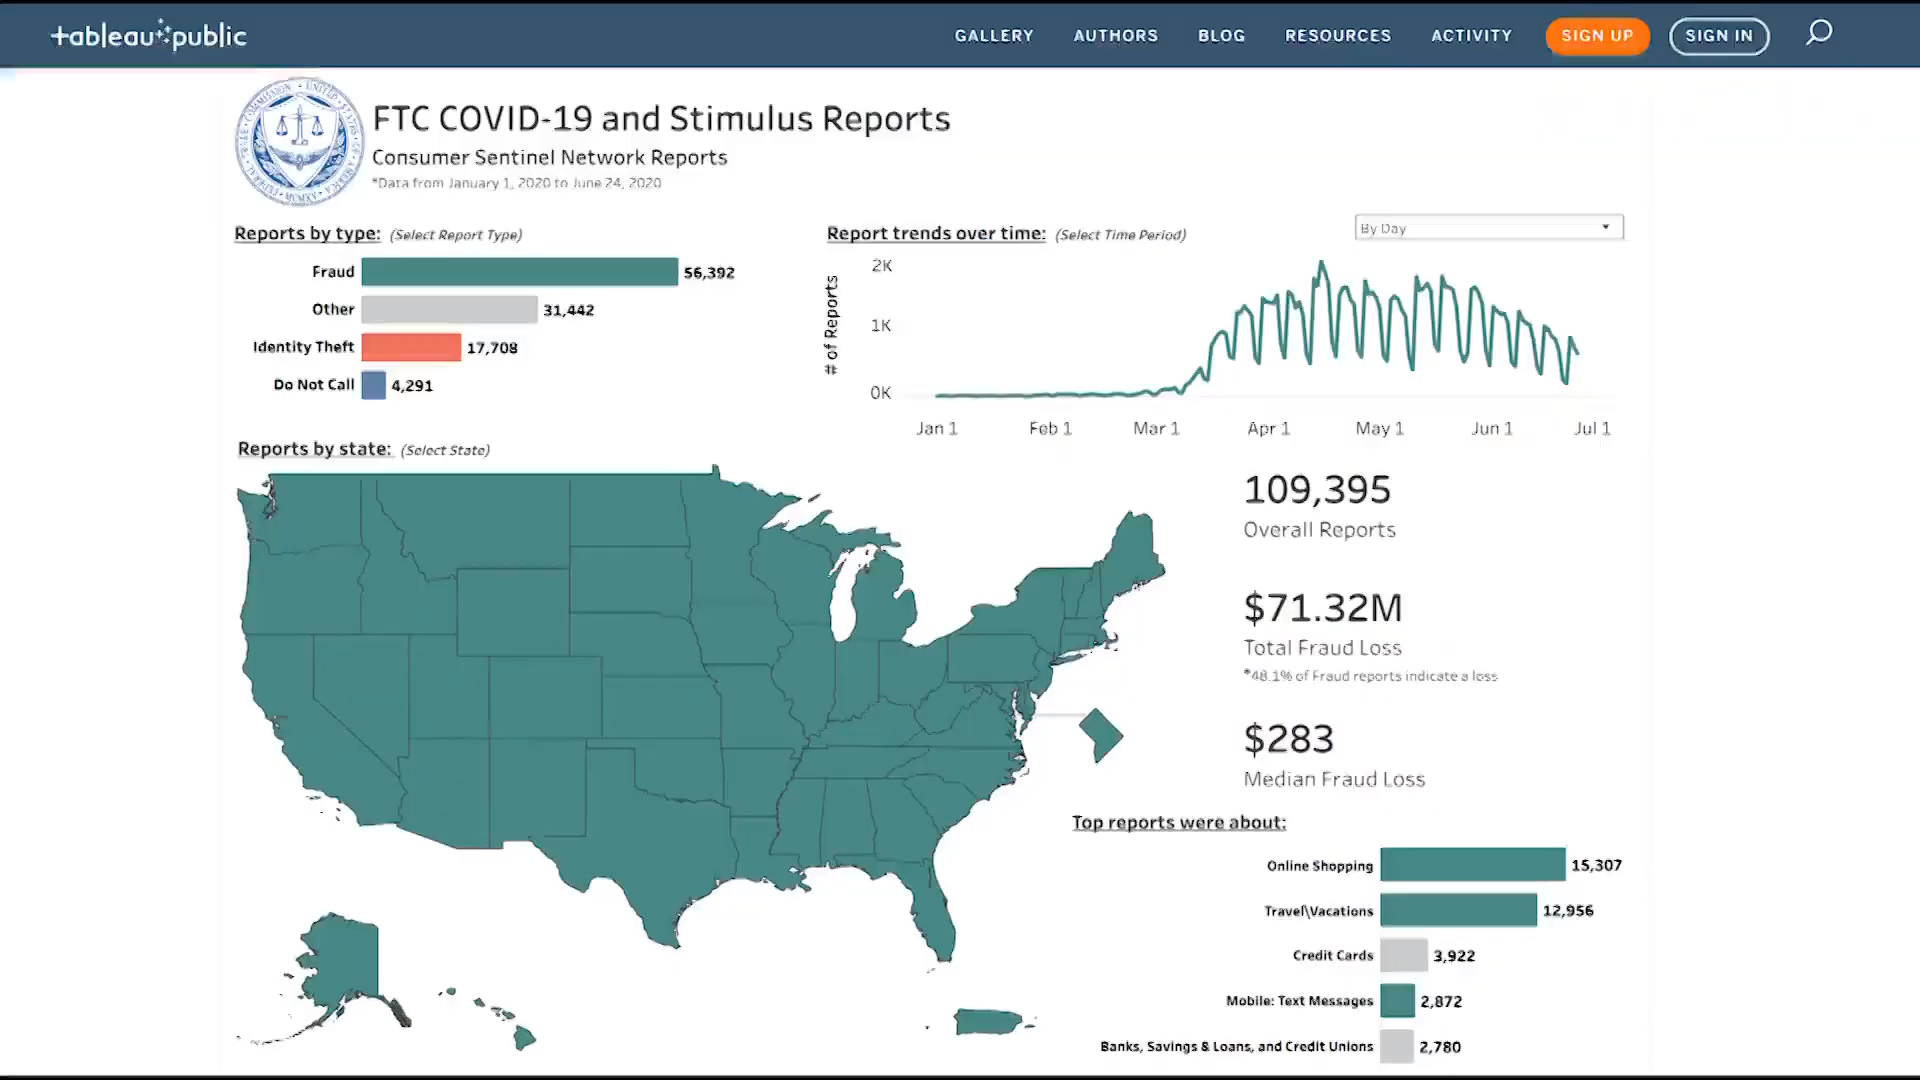 tableau public
GALLERY AUTHORS BLOG RESOURCES ACTIVITY SIGN UP SIGN IN
FTC COVID-19 and Stimulus Reports
Consumer Sentinel Network Reports
*Data from January 1, 2020 to June 24, 2020
Reports by type: (Select Report Type)
Fraud 56,392
Other 31,442
Identity Theft 17,708
Do Not Call 4,291
Report trends over time: (Select Time Period)
By Day
# of Reports
2K
1K
0K
Jan 1 Feb 1 Mar 1 Apr 1 May 1 Jun 1 Jul 1
Reports by state: (Select State)
109,395
Overall Reports
$71.32M
Total Fraud Loss
*48.1% of Fraud reports indicate a loss
$283
Median Fraud Loss
Top reports were about:
Online Shopping 15,307
Travel\Vacations 12,956
Credit Cards 3,922
Mobile: Text Messages 2,872
Banks, Savings & Loans, and Credit Unions 2,780